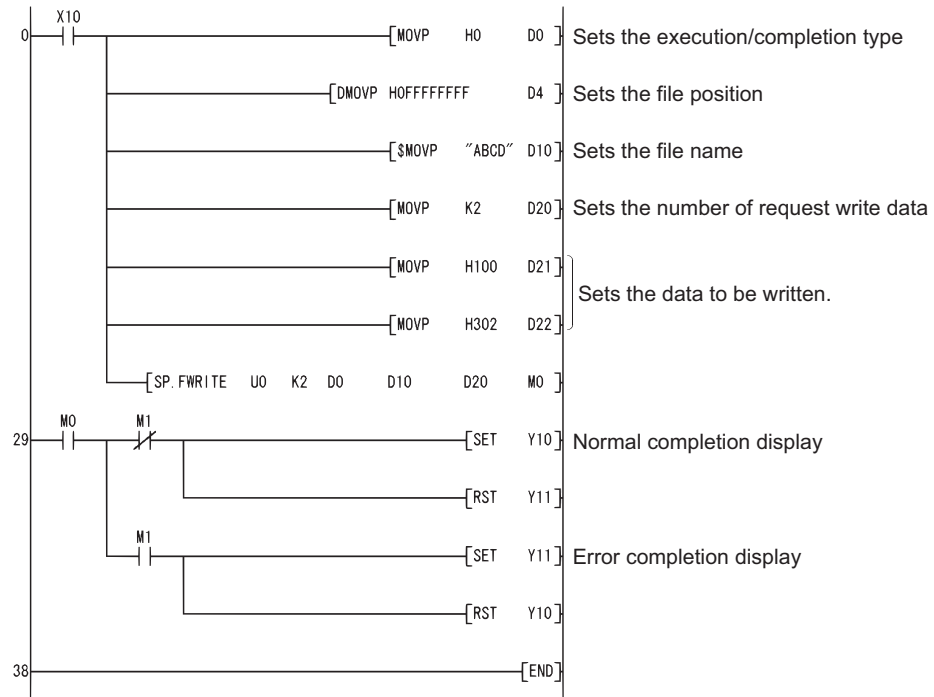 X10
0 MOVP H0 D0 Sets the execution/completion type
DMOVP H0FFFFFFFF D4 Sets the file position
$MOVP "ABCD" D10 Sets the file name
MOVP K2 D20 Sets the number of request write data
MOVP H100 D21
Sets the data to be written.
MOVP H302 D22
SP.FWRITE U0 K2 D0 D10 D20 M0
M0 M1
29 SET Y10 Normal completion display
RST Y11
M1
SET Y11 Error completion display
RST Y10
38 END